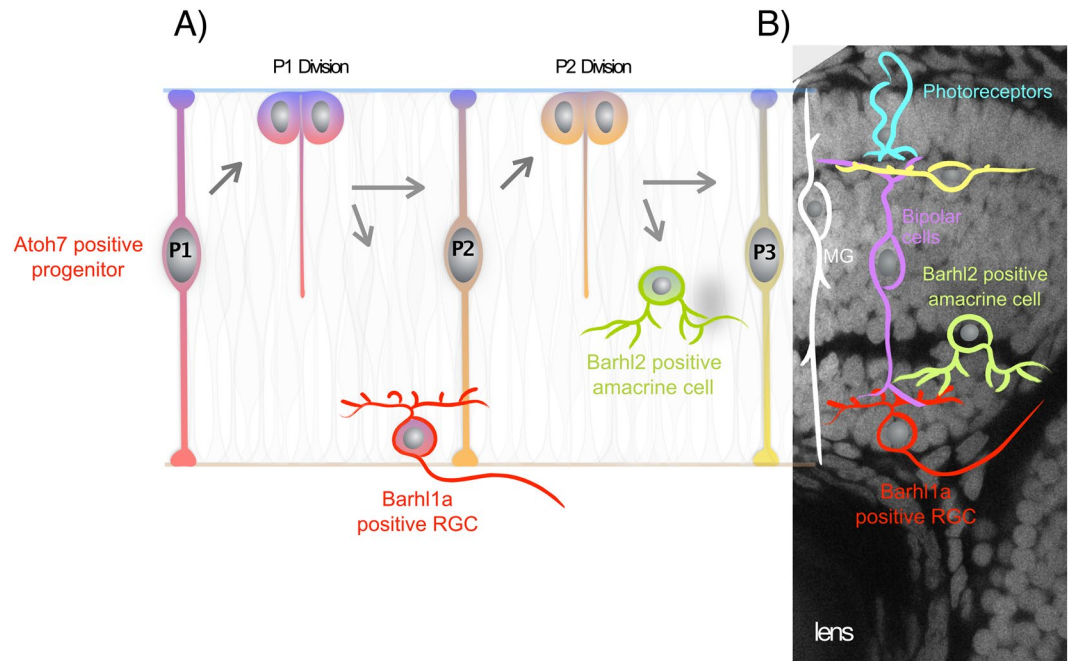 A)
P1 Division
P2 Division
Atoh7 positive
progenitor
P1
P2
P3
Barhl2 positive
amacrine cell
Barhl1a
positive RGC
B)
Photoreceptors
Bipolar
cells
MG
Barhl2 positive
amacrine cell
Barhl1a
positive RGC
lens